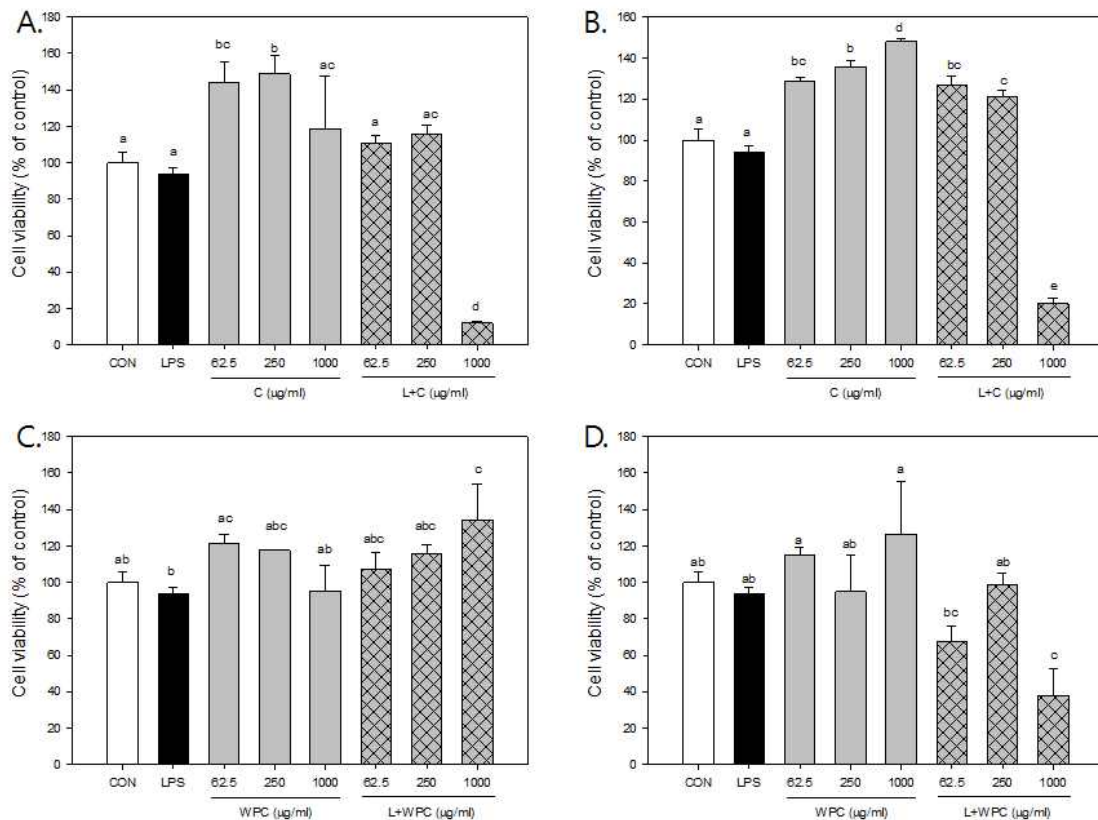 A.
180
160
140
120
100
80
60
40
20
0
Cell viability (% of control)
a
a
bc
b
ac
a
ac
d
CON LPS 62.5 250 1000 62.5 250 1000
C (µg/ml) L+C (µg/ml)
B.
160
140
120
100
80
60
40
20
0
Cell viability (% of control)
a
a
bc
b
d
bc
c
e
CON LPS 62.5 250 1000 62.5 250 1000
C (µg/ml) L+C (µg/ml)
C.
180
160
140
120
100
80
60
40
20
0
Cell viability (% of control)
ab
b
ac
abc
ab
abc
abc
c
CON LPS 62.5 250 1000 62.5 250 1000
WPC (µg/ml) L+WPC (µg/ml)
D.
180
160
140
120
100
80
60
40
20
0
Cell viability (% of control)
ab
ab
a
ab
a
bc
ab
c
CON LPS 62.5 250 1000 62.5 250 1000
WPC (µg/ml) L+WPC (µg/ml)